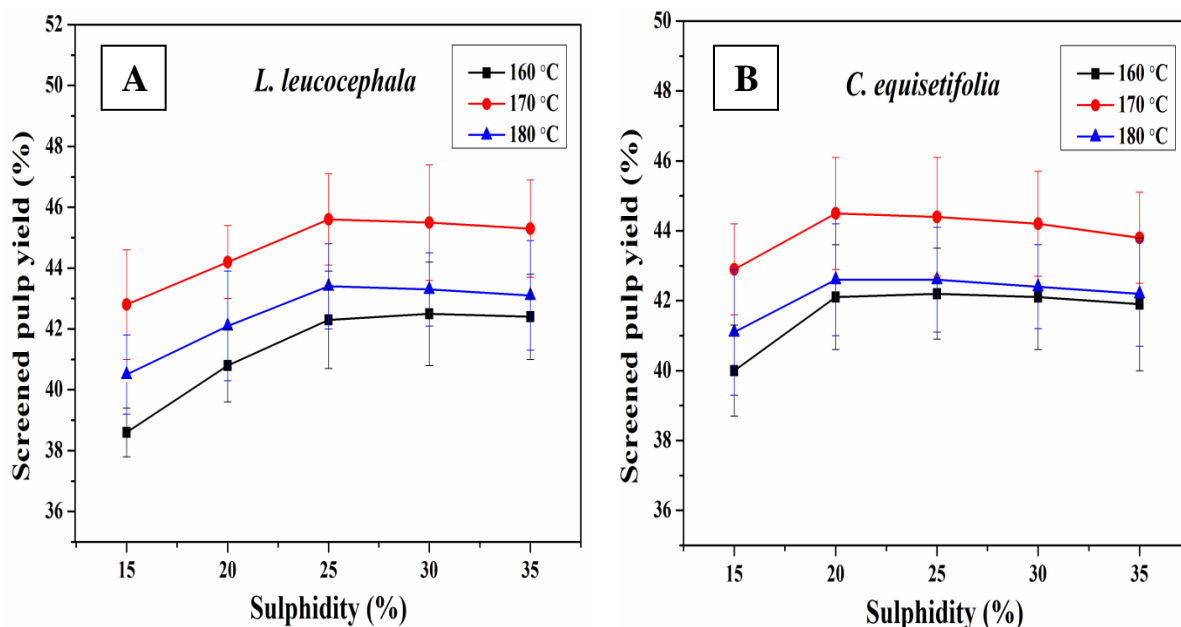 A
L. leucocephala
160 °C
170 °C
180 °C
Screened pulp yield (%)
52
50
48
46
44
42
40
38
36
15 20 25 30 35
Sulphidity (%)
B
C. equisetifolia
160 °C
170 °C
180 °C
Screened pulp yield (%)
50
48
46
44
42
40
38
36
15 20 25 30 35
Sulphidity (%)